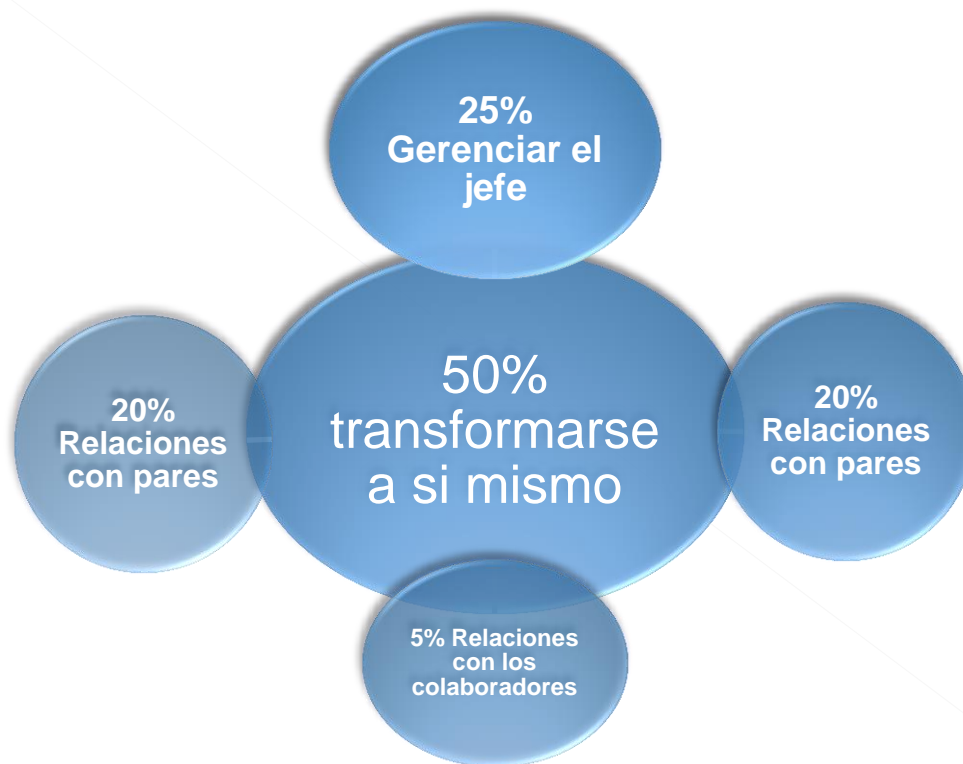 25%
Gerenciar el
jefe
20%
Relaciones
con pares
50%
transformarse
a si mismo
20%
Relaciones
con pares
5% Relaciones
con los
colaboradores